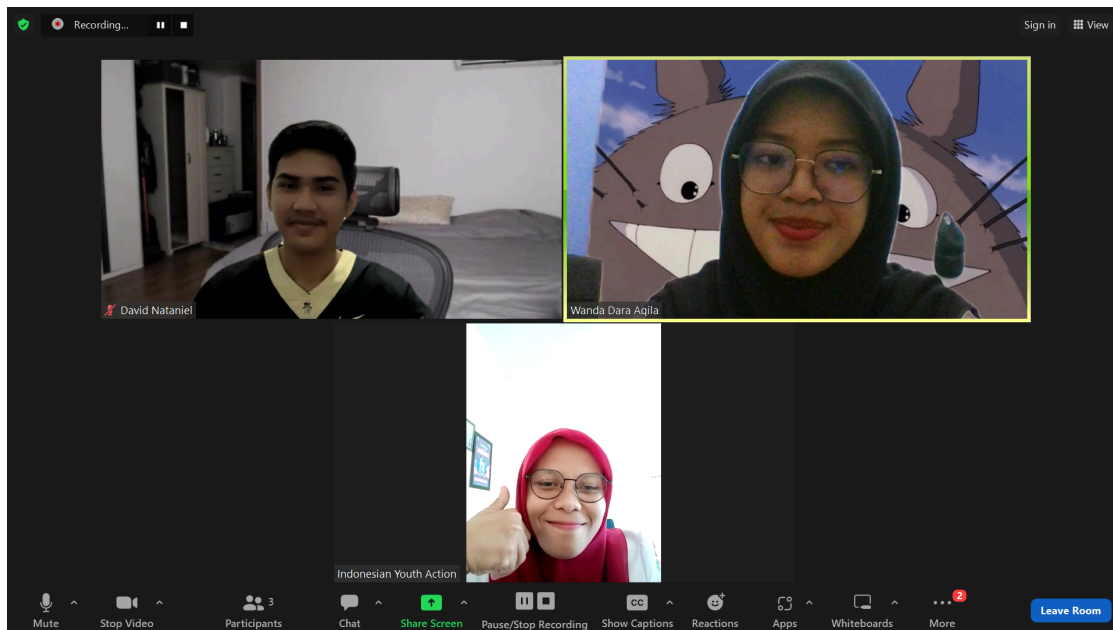 Recording...
Sign in
View
David Nataniel
Wanda Dara Aqila
Indonesian Youth Action
3
CC
2
Mute
Stop Video
Participants
Chat
Share Screen
Pause/Stop Recording
Show Captions
Reactions
Apps
Whiteboards
More
Leave Room